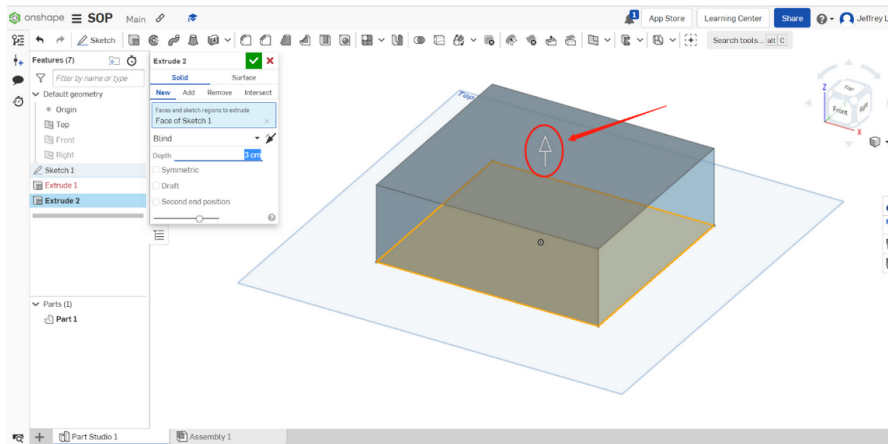 onshape SOP Main
1 App Store Learning Center Share Jeffrey L
Sketch Search tools... alt C
Features (7)
Filter by name or type
Default geometry
Origin
Top
Front
Right
Sketch 1
Extrude 1
Extrude 2
Extrude 2
Solid Surface
New Add Remove Intersect
Faces and sketch regions to extrude
Face of Sketch 1
Blind
Depth 3 cm
Symmetric
Draft
Second end position
Top
Z
Top
Front Right
X
Parts (1)
Part 1
Part Studio 1 Assembly 1